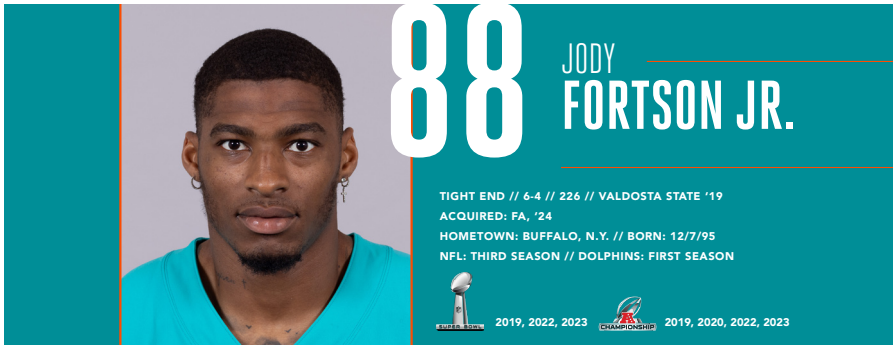 88
JODY
FORTSON JR.
TIGHT END // 6-4 // 226 // VALDOSTA STATE ‘19
ACQUIRED: FA, ‘24
HOMETOWN: BUFFALO, N.Y. // BORN: 12/7/95
NFL: THIRD SEASON // DOLPHINS: FIRST SEASON
SUPER BOWL 2019, 2022, 2023 A CHAMPIONSHIP 2019, 2020, 2022, 2023